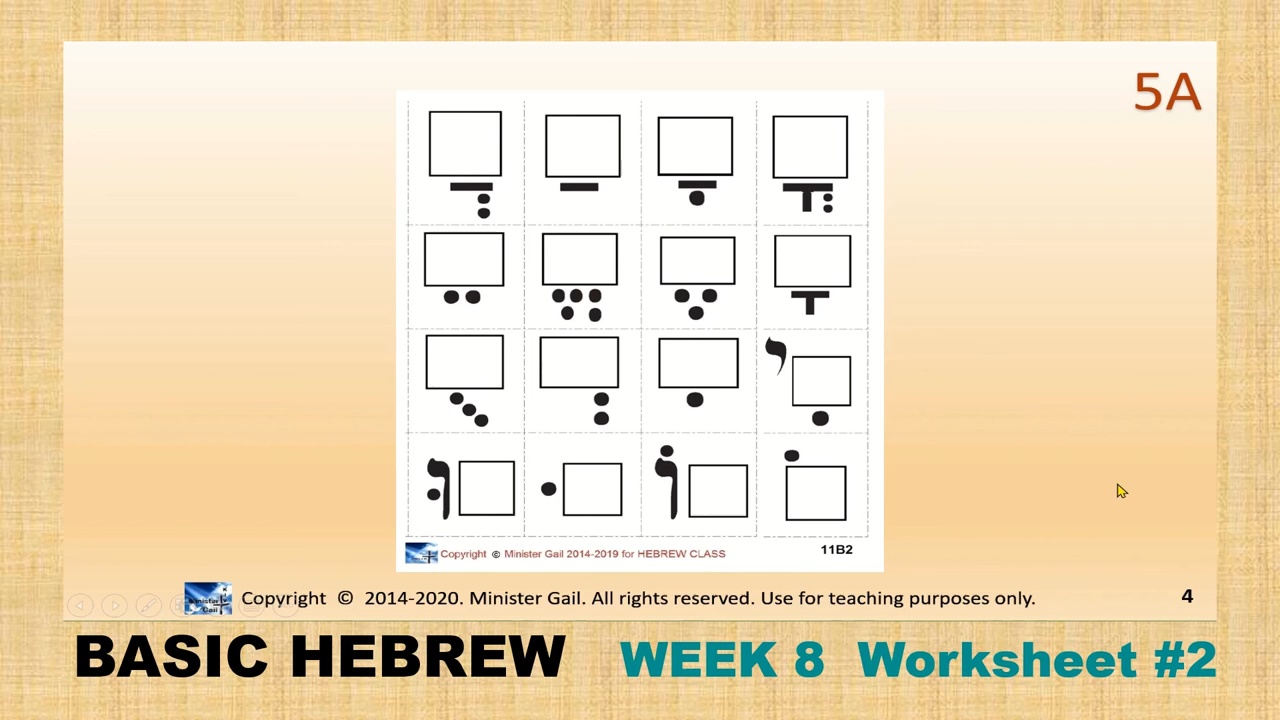 5A
11B2
Copyright © Minister Gail 2014-2019 for HEBREW CLASS
Copyright © 2014-2020. Minister Gail. All rights reserved. Use for teaching purposes only.
4
BASIC HEBREW WEEK 8 Worksheet #2